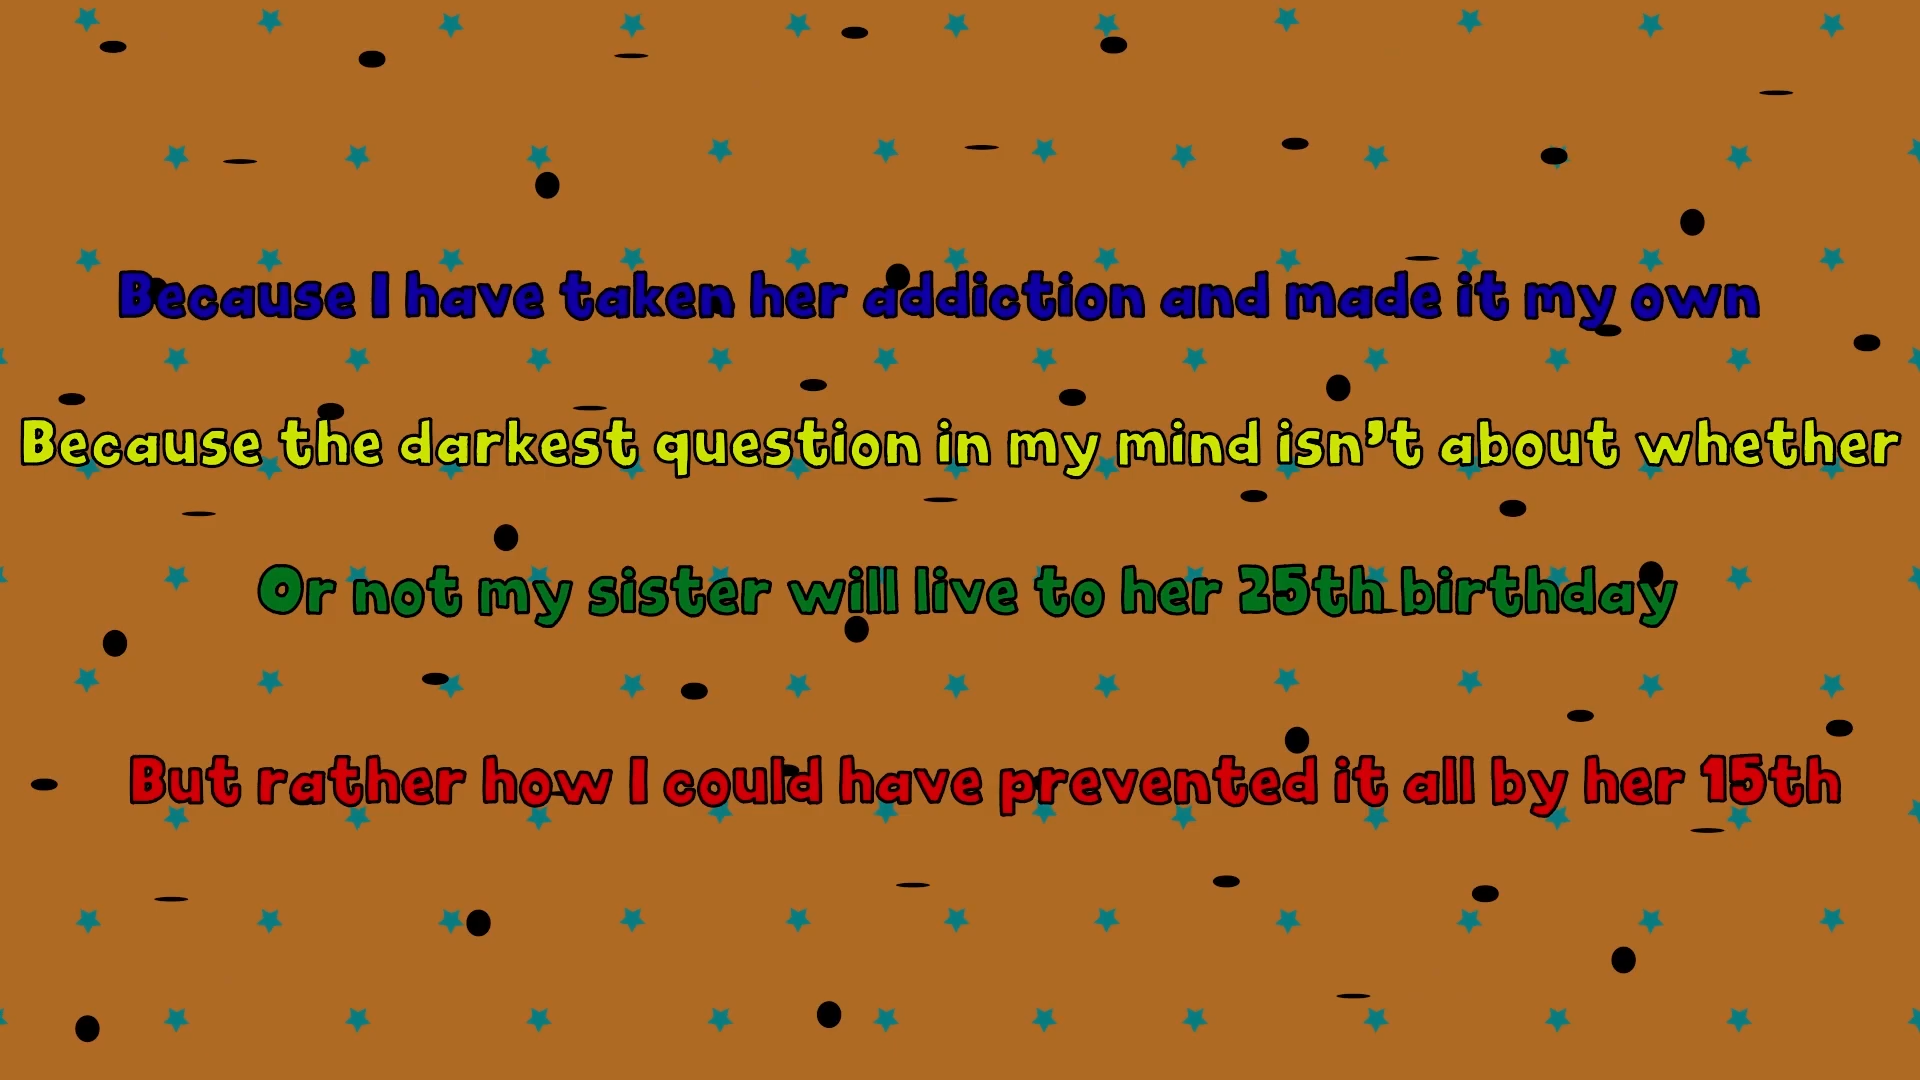 Because I have taken her addiction and made it my own
Because the darkest question in my mind isn't about whether
Or not my sister will live to her 25th birthday
But rather how I could have prevented it all by her 15th